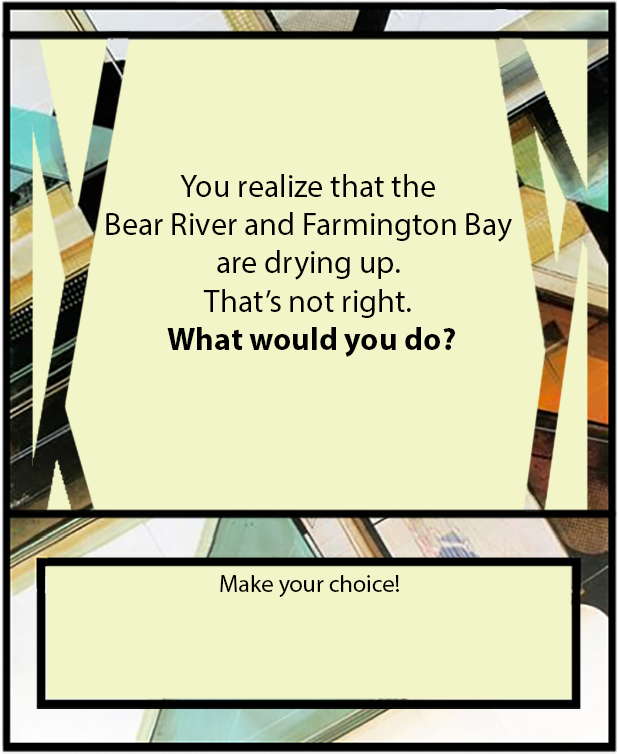 You realize that the
Bear River and Farmington Bay
are drying up.
That’s not right.
What would you do?
Make your choice!